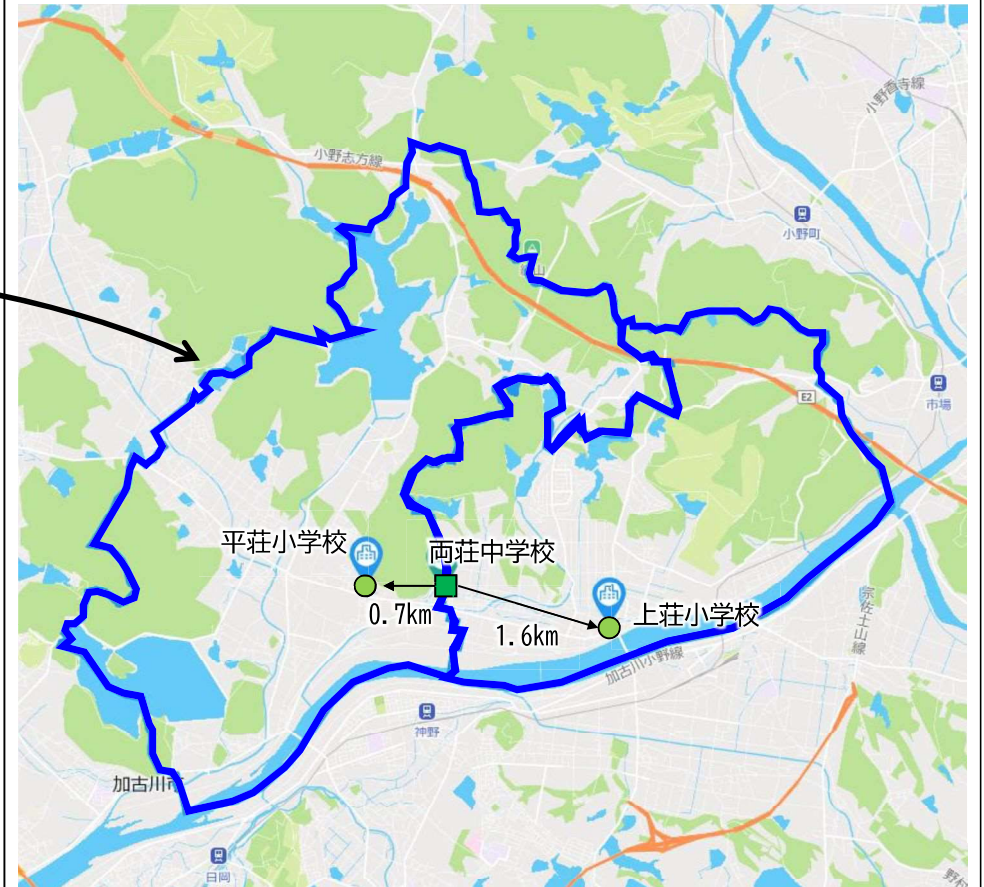 小野香寺線
小野志方線
小野町
市場
E2
平荘小学校
両荘中学校
0.7km
1.6km
上荘小学校
宗佐土山線
加古川小野線
神野
加古川市
日岡